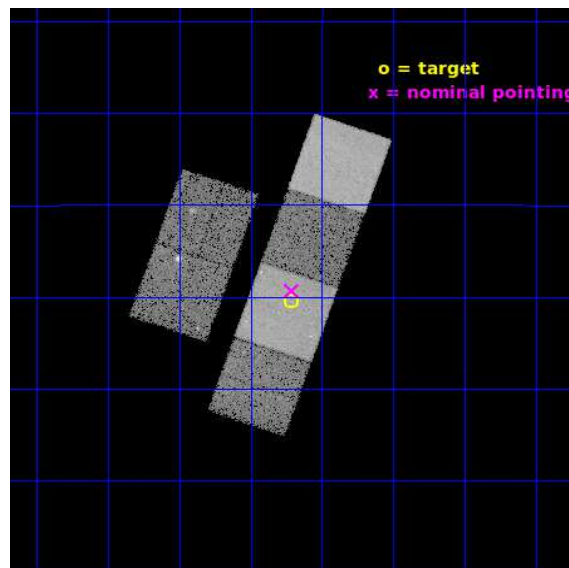 o = target
x = nominal pointing